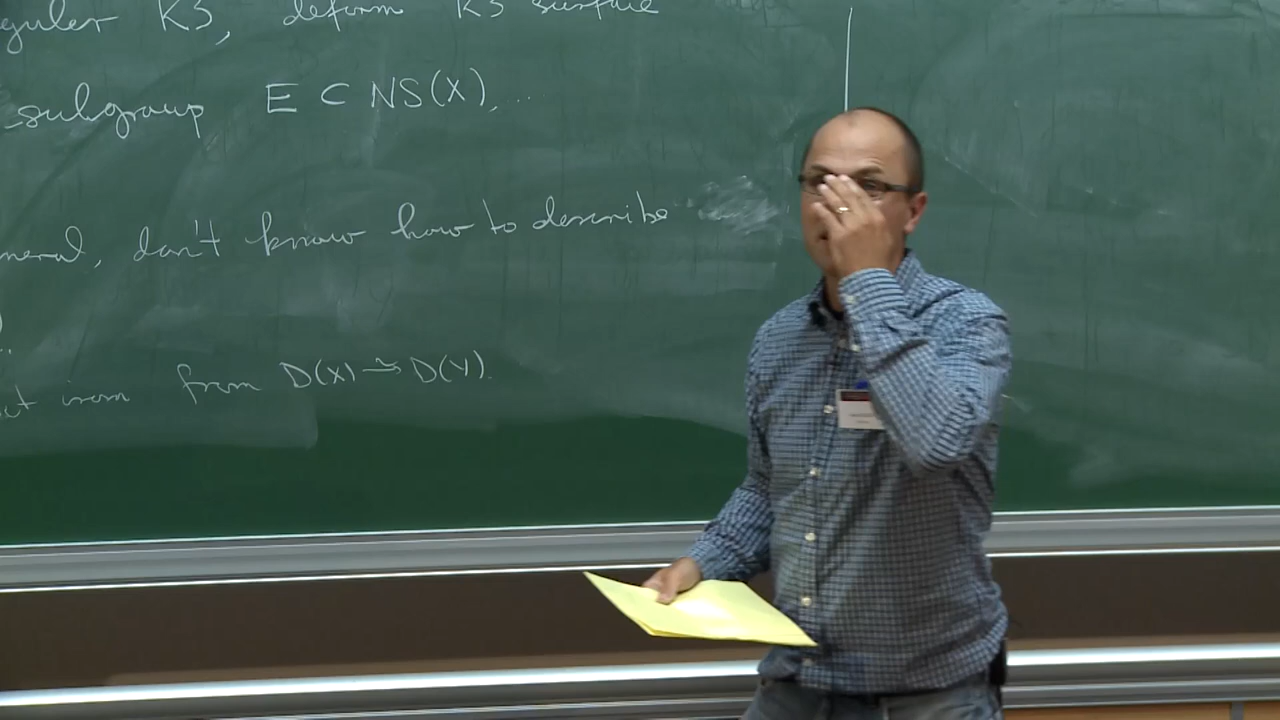 K3, deform K3 surface
subgroup E ⊂ NS(X), ...
don't know how to describe
from D(X) ⥲ D(Y).